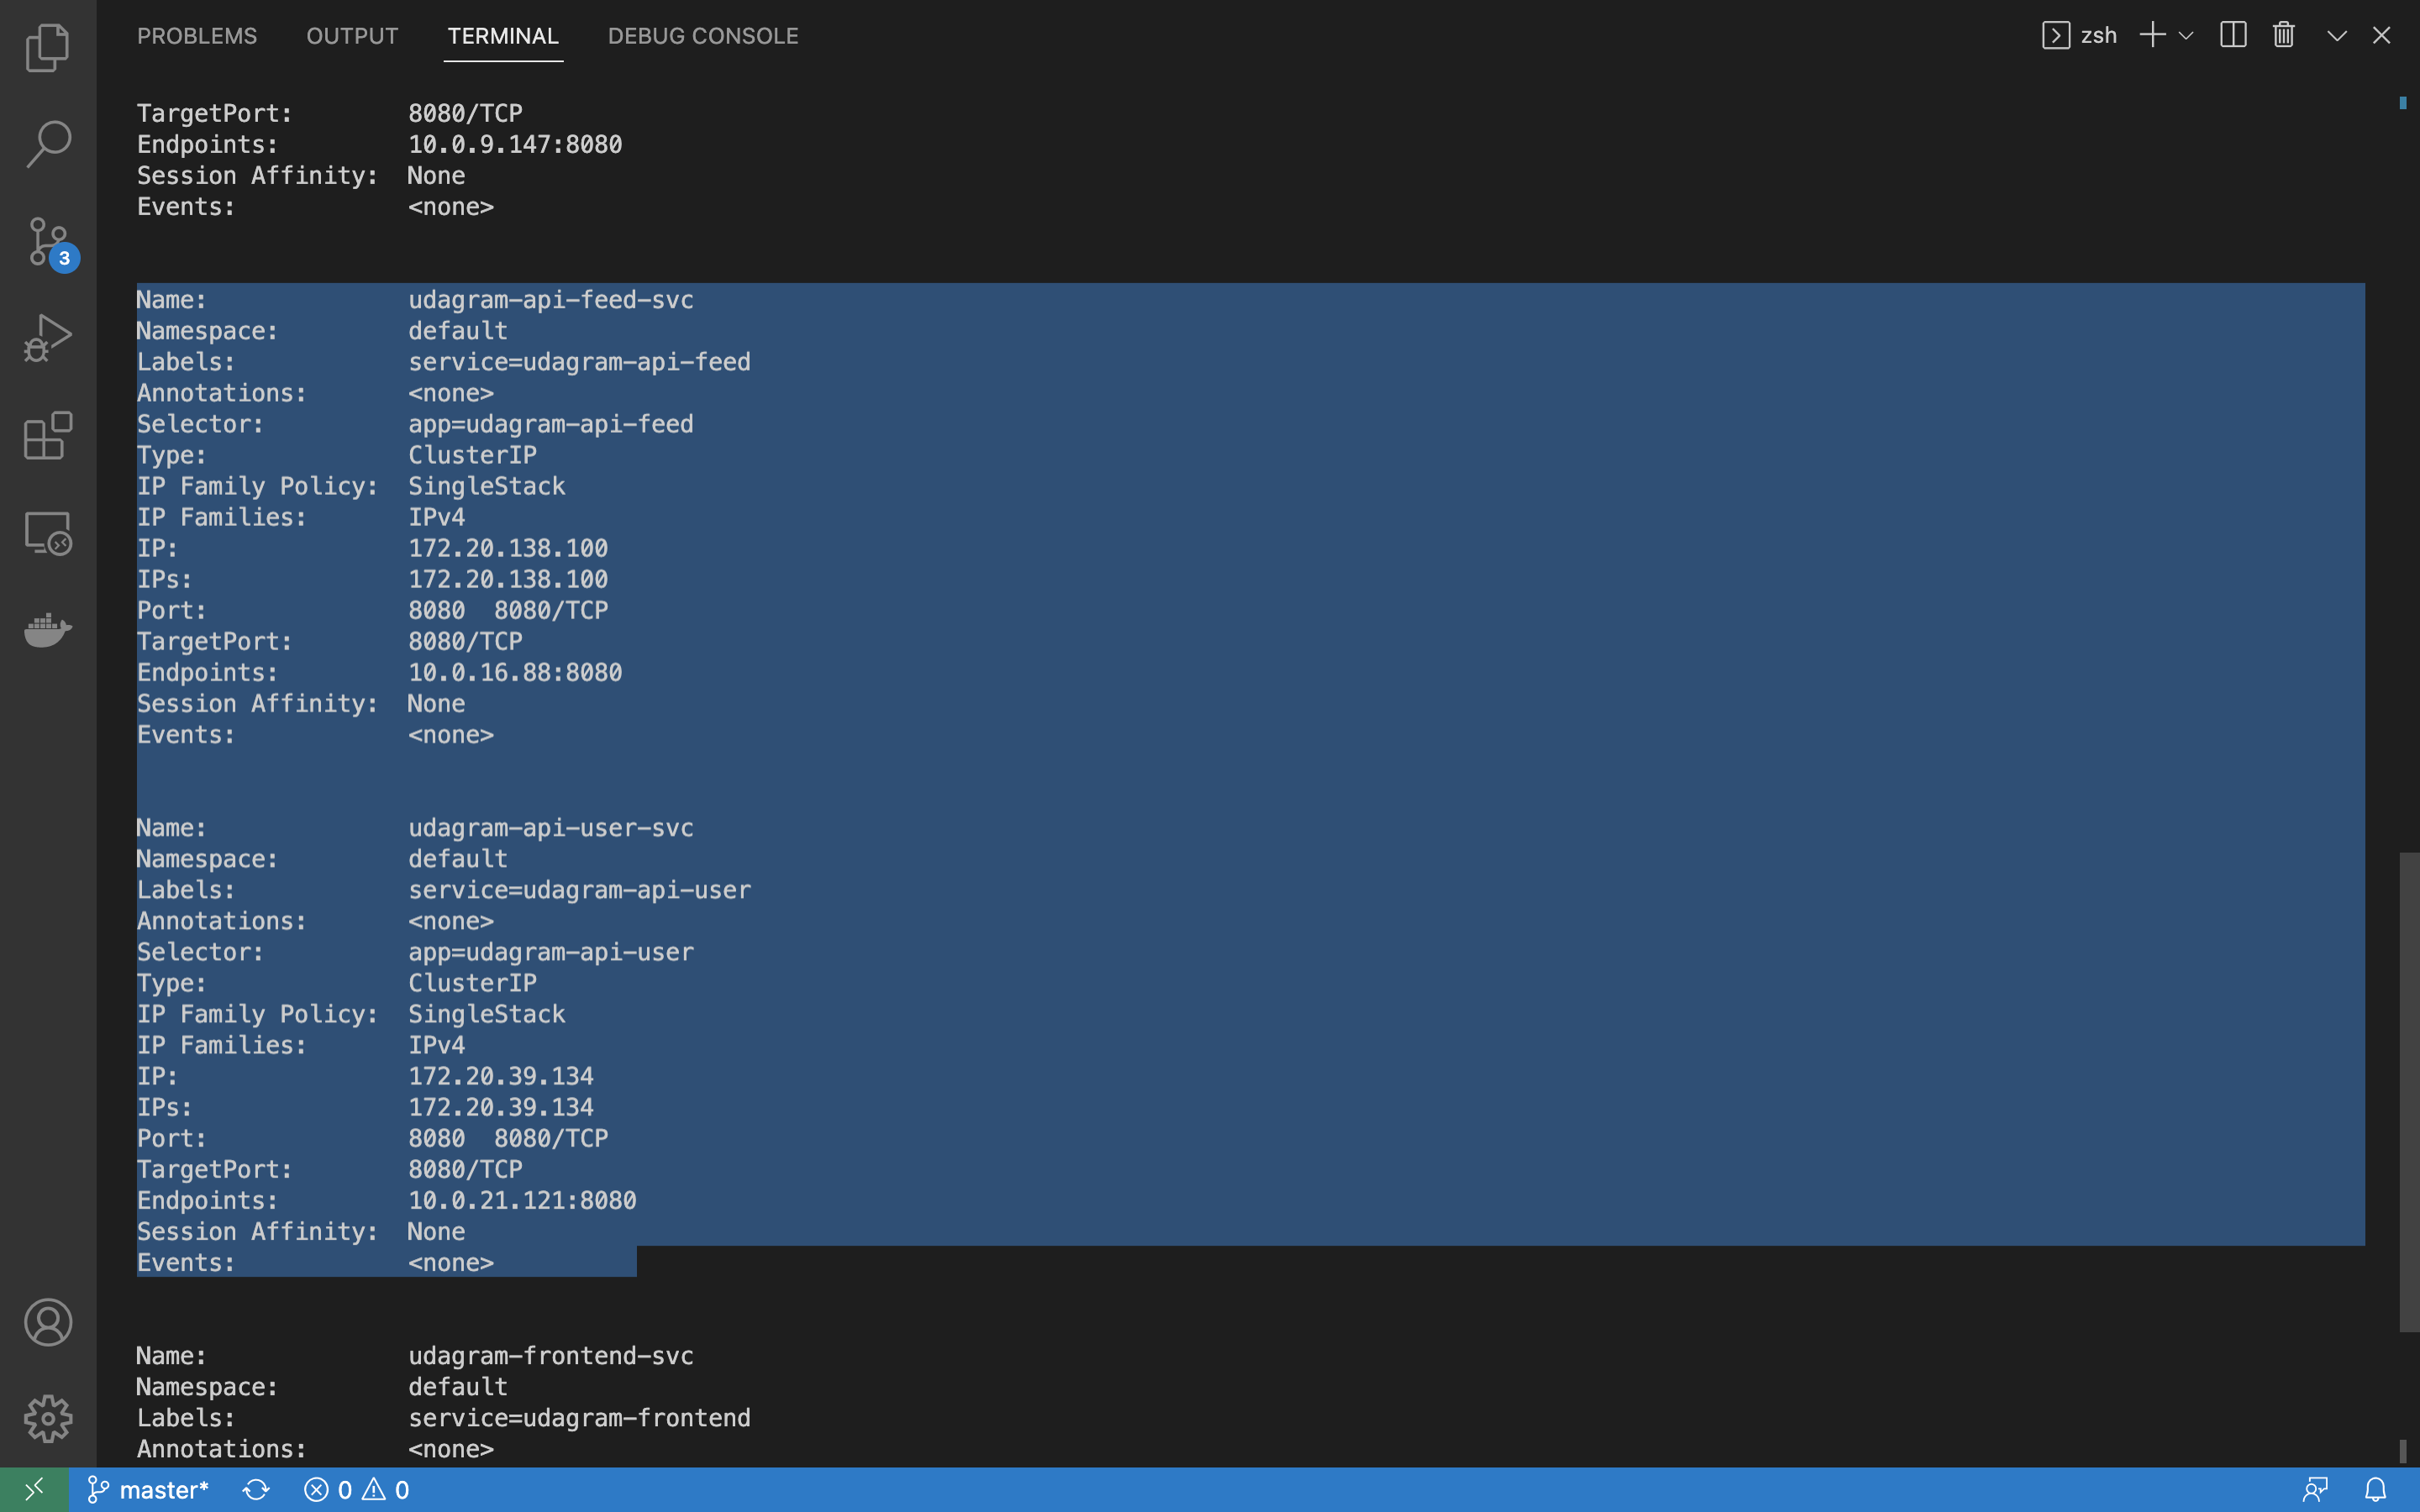 PROBLEMS OUTPUT TERMINAL DEBUG CONSOLE zsh
TargetPort: 8080/TCP
Endpoints: 10.0.9.147:8080
Session Affinity: None
Events: <none>
3
Name: udagram-api-feed-svc
Namespace: default
Labels: service=udagram-api-feed
Annotations: <none>
Selector: app=udagram-api-feed
Type: ClusterIP
IP Family Policy: SingleStack
IP Families: IPv4
IP: 172.20.138.100
IPs: 172.20.138.100
Port: 8080 8080/TCP
TargetPort: 8080/TCP
Endpoints: 10.0.16.88:8080
Session Affinity: None
Events: <none>
Name: udagram-api-user-svc
Namespace: default
Labels: service=udagram-api-user
Annotations: <none>
Selector: app=udagram-api-user
Type: ClusterIP
IP Family Policy: SingleStack
IP Families: IPv4
IP: 172.20.39.134
IPs: 172.20.39.134
Port: 8080 8080/TCP
TargetPort: 8080/TCP
Endpoints: 10.0.21.121:8080
Session Affinity: None
Events: <none>
Name: udagram-frontend-svc
Namespace: default
Labels: service=udagram-frontend
Annotations: <none>
master* 0 0